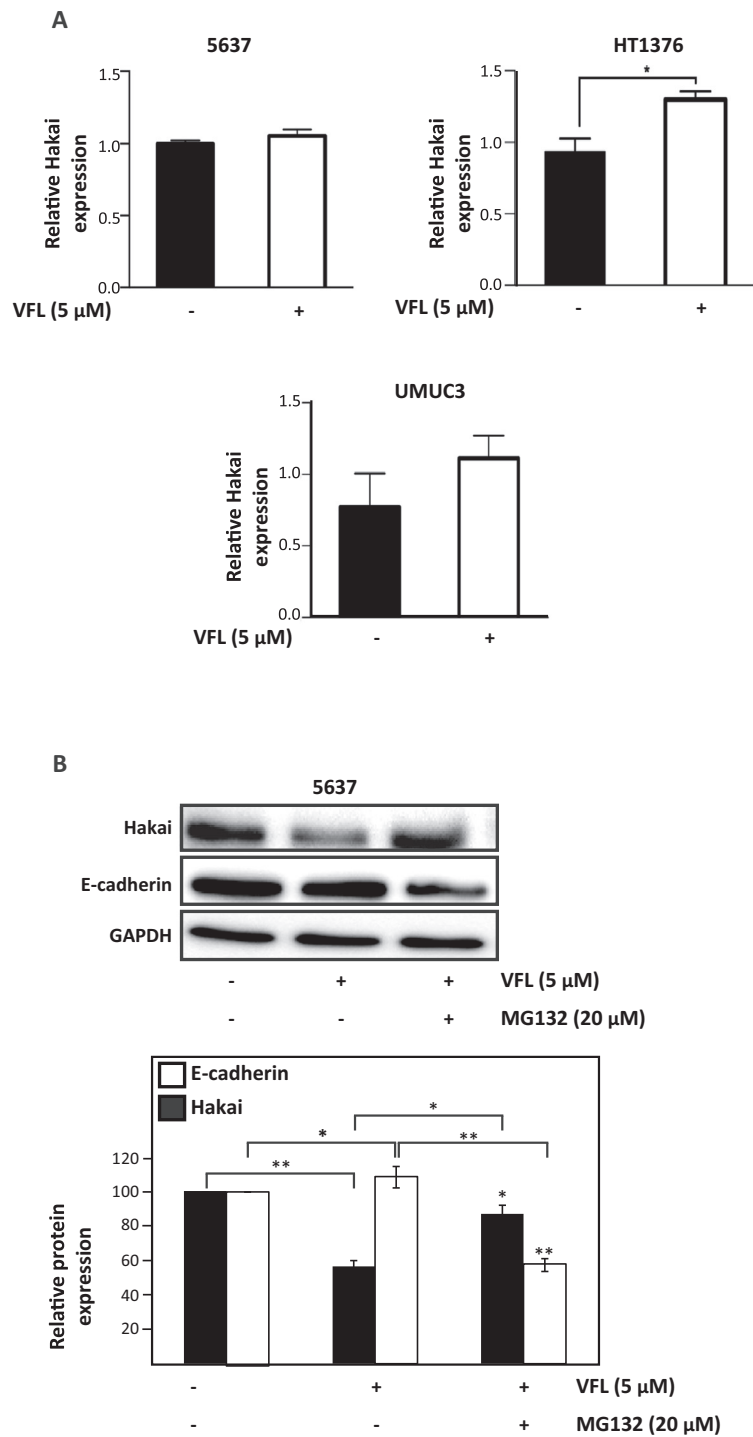 A
5637
Relative Hakai
expression
1.5
1.0
0.5
0.0
VFL (5 µM)
-
+
HT1376
Relative Hakai
expression
1.5
1.0
0.5
0.0
*
VFL (5 µM)
-
+
UMUC3
Relative Hakai
expression
1.5
1.0
0.5
0.0
VFL (5 µM)
-
+
B
5637
Hakai
E-cadherin
GAPDH
- + + VFL (5 µM)
- - + MG132 (20 µM)
E-cadherin
Hakai
Relative protein
expression
120
100
80
60
40
20
*
* **
**
*
**
- + + VFL (5 µM)
- - + MG132 (20 µM)